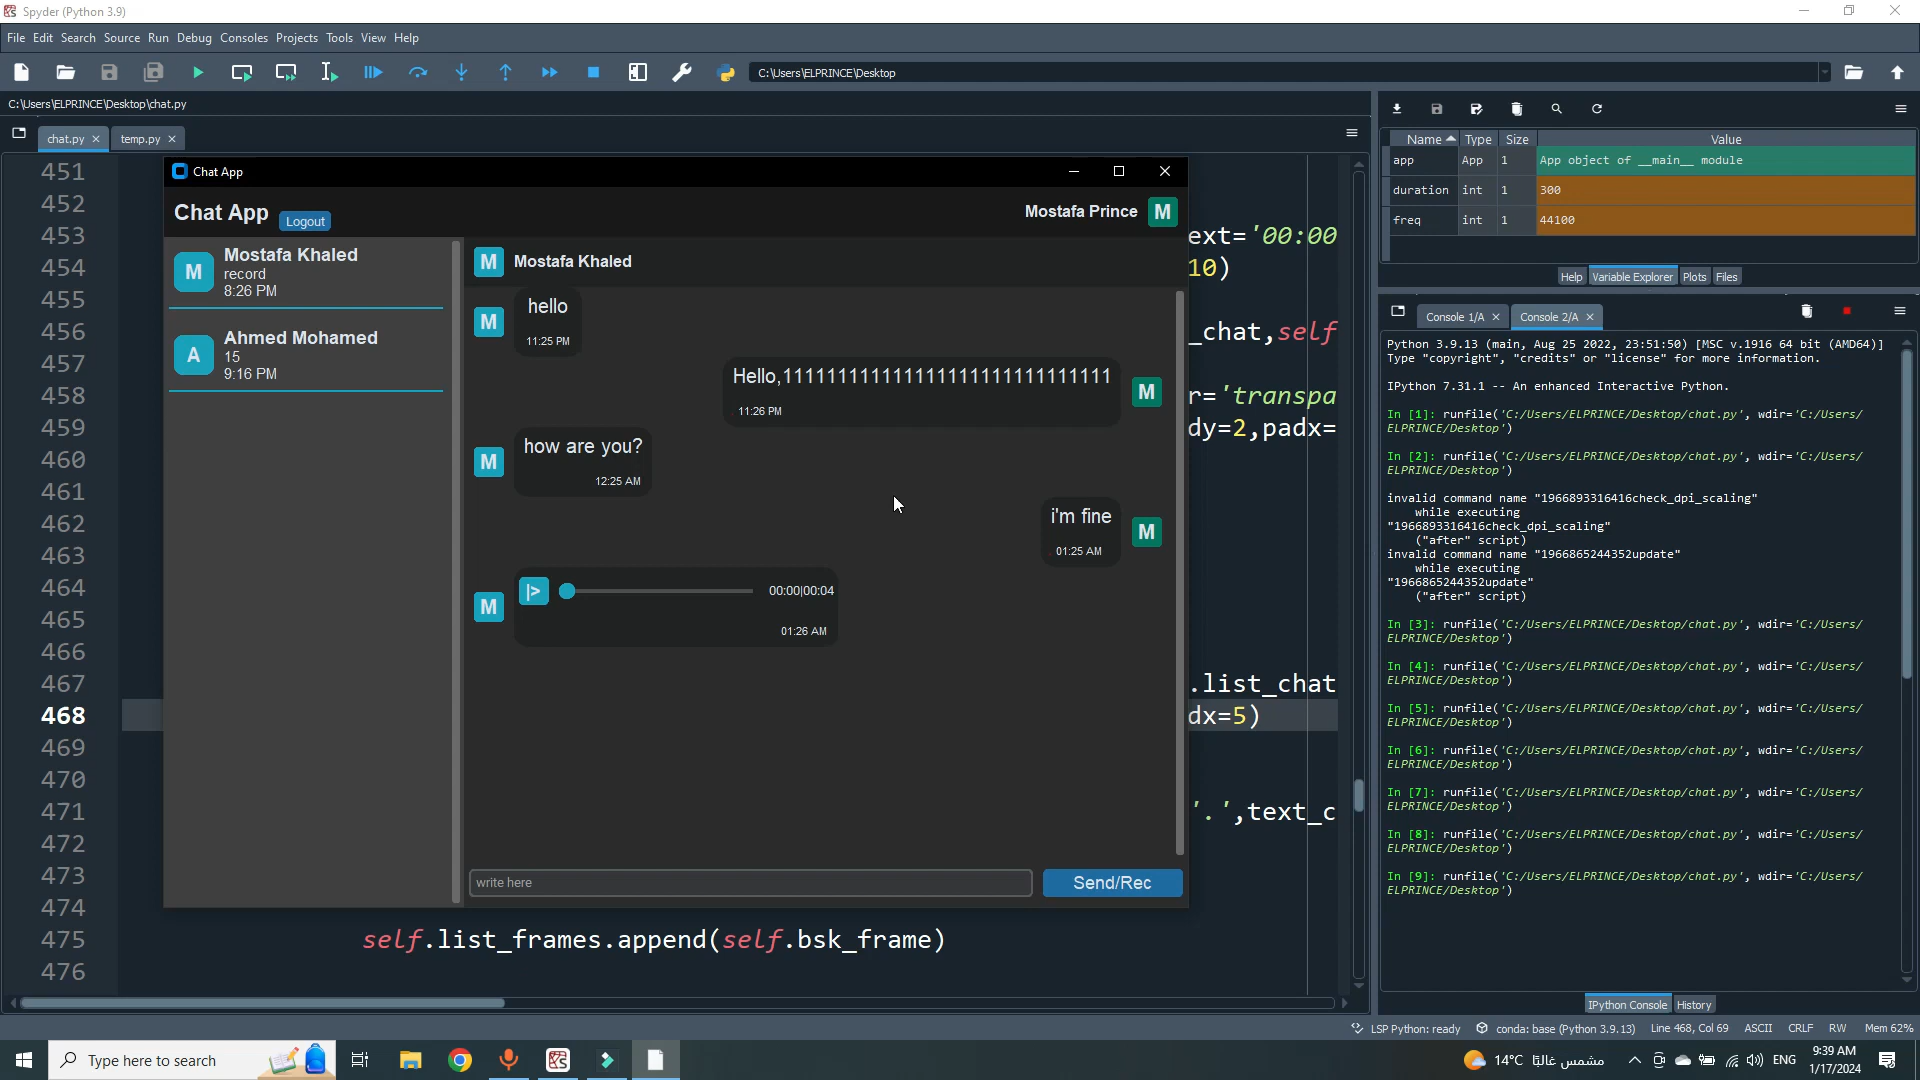 Spyder (Python 3.9)
File Edit Search Source Run Debug Consoles Projects Tools View Help
C:\Users\ELPRINCE\Desktop
C:\Users\ELPRINCE\Desktop\chat.py
chat.py
temp.py
451
452
453
454
455
456
457
458
459
460
461
462
463
464
465
466
467
468
469
470
471
472
473
474
475
476
ext='00:00
10)
_chat,self
r='transpa
dy=2,padx=
.list_chat
dx=5)
'.',text_c
self.list_frames.append(self.bsk_frame)
Chat App
Chat App
Logout
Mostafa Prince
M
M
Mostafa Khaled
record
8:26 PM
A
Ahmed Mohamed
15
9:16 PM
M
Mostafa Khaled
M
hello
11:25 PM
Hello,111111111111111111111111111111
11:26 PM
M
M
how are you?
12:25 AM
i'm fine
01:25 AM
M
M
|>
00:00|00:04
01:26 AM
write here
Send/Rec
Name Type Size Value
app App 1 App object of __main__ module
duration int 1 300
freq int 1 44100
Help Variable Explorer Plots Files
Console 1/A
Console 2/A
Python 3.9.13 (main, Aug 25 2022, 23:51:50) [MSC v.1916 64 bit (AMD64)]
Type "copyright", "credits" or "license" for more information.
IPython 7.31.1 -- An enhanced Interactive Python.
In [1]: runfile('C:/Users/ELPRINCE/Desktop/chat.py', wdir='C:/Users/
ELPRINCE/Desktop')
In [2]: runfile('C:/Users/ELPRINCE/Desktop/chat.py', wdir='C:/Users/
ELPRINCE/Desktop')
invalid command name "1966893316416check_dpi_scaling"
while executing
"1966893316416check_dpi_scaling"
("after" script)
invalid command name "1966865244352update"
while executing
"1966865244352update"
("after" script)
In [3]: runfile('C:/Users/ELPRINCE/Desktop/chat.py', wdir='C:/Users/
ELPRINCE/Desktop')
In [4]: runfile('C:/Users/ELPRINCE/Desktop/chat.py', wdir='C:/Users/
ELPRINCE/Desktop')
In [5]: runfile('C:/Users/ELPRINCE/Desktop/chat.py', wdir='C:/Users/
ELPRINCE/Desktop')
In [6]: runfile('C:/Users/ELPRINCE/Desktop/chat.py', wdir='C:/Users/
ELPRINCE/Desktop')
In [7]: runfile('C:/Users/ELPRINCE/Desktop/chat.py', wdir='C:/Users/
ELPRINCE/Desktop')
In [8]: runfile('C:/Users/ELPRINCE/Desktop/chat.py', wdir='C:/Users/
ELPRINCE/Desktop')
In [9]: runfile('C:/Users/ELPRINCE/Desktop/chat.py', wdir='C:/Users/
ELPRINCE/Desktop')
IPython Console History
LSP Python: ready conda: base (Python 3.9.13) Line 468, Col 69 ASCII CRLF RW Mem 62%
Type here to search
14°C مشمس غالبًا
ENG
9:39 AM
1/17/2024